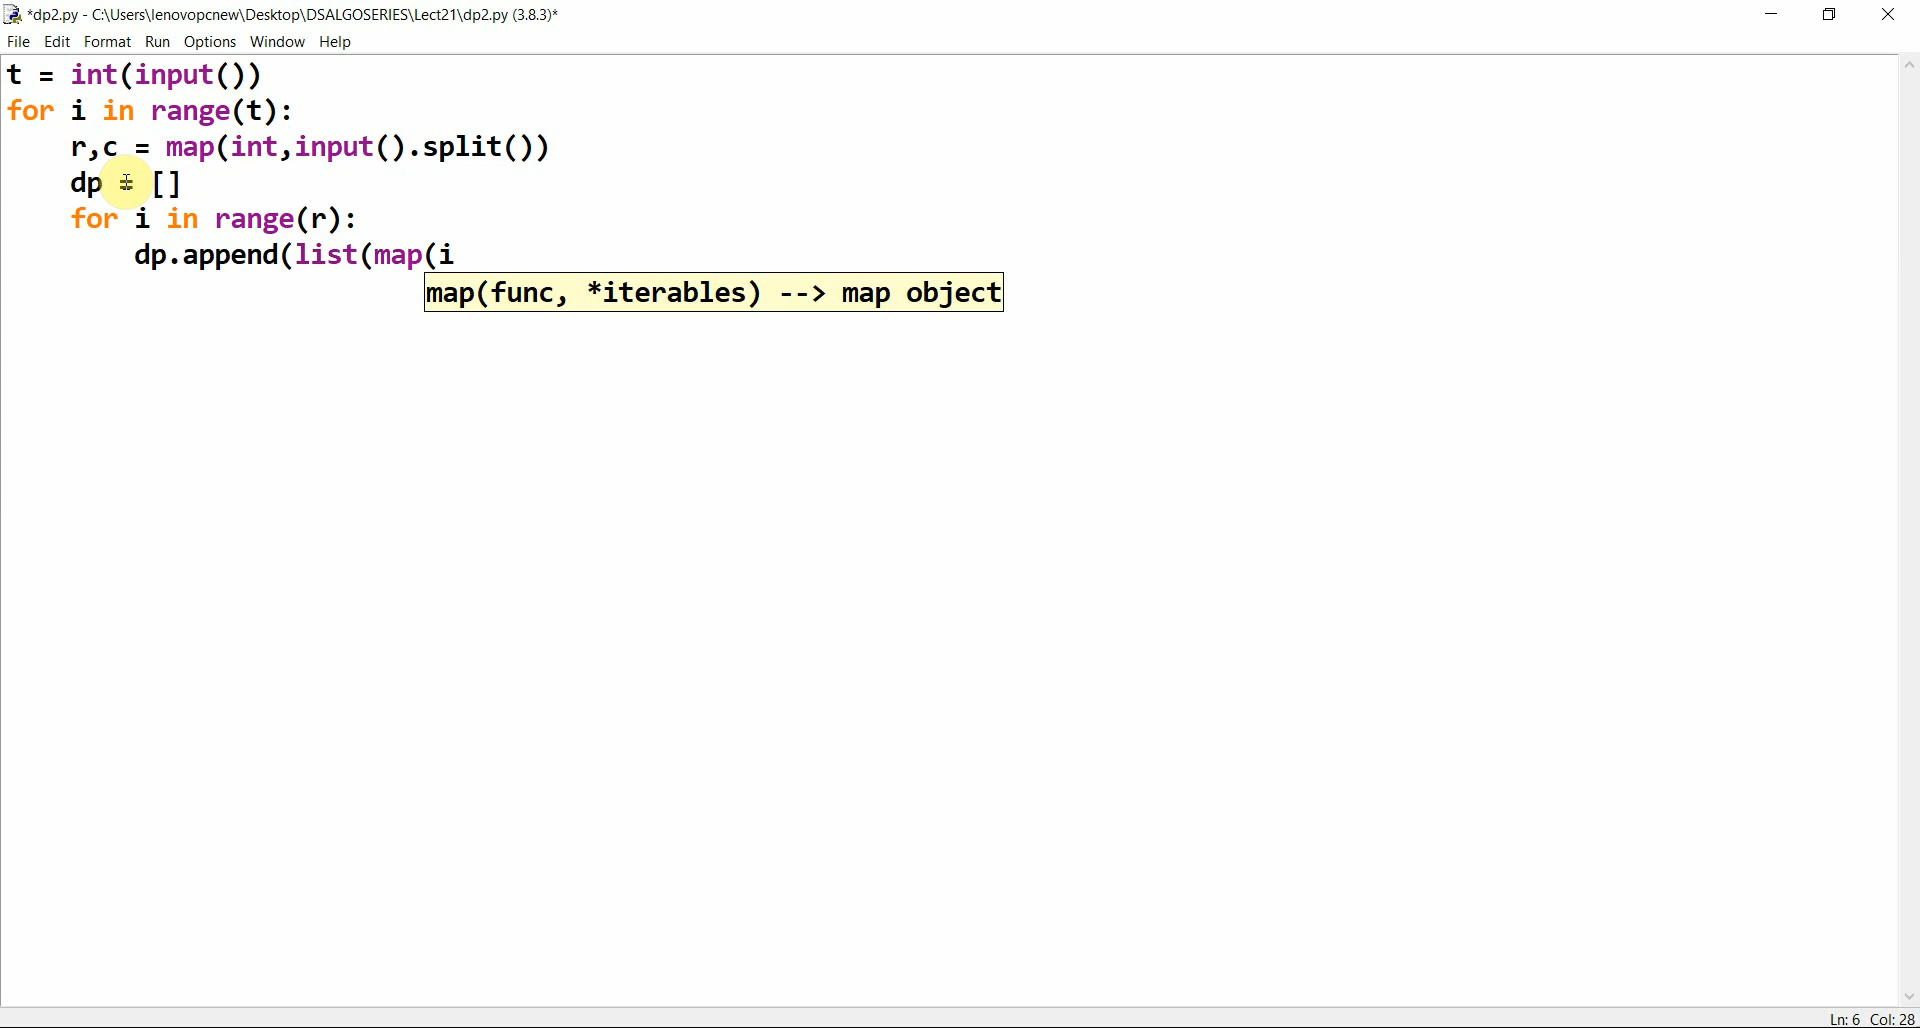 *dp2.py - C:\Users\lenovopcnew\Desktop\DSALGOSERIES\Lect21\dp2.py (3.8.3)*
File Edit Format Run Options Window Help
t = int(input())
for i in range(t):
    r,c = map(int,input().split())
    dp = []
    for i in range(r):
        dp.append(list(map(i
map(func, *iterables) --> map object
Ln: 6 Col: 28